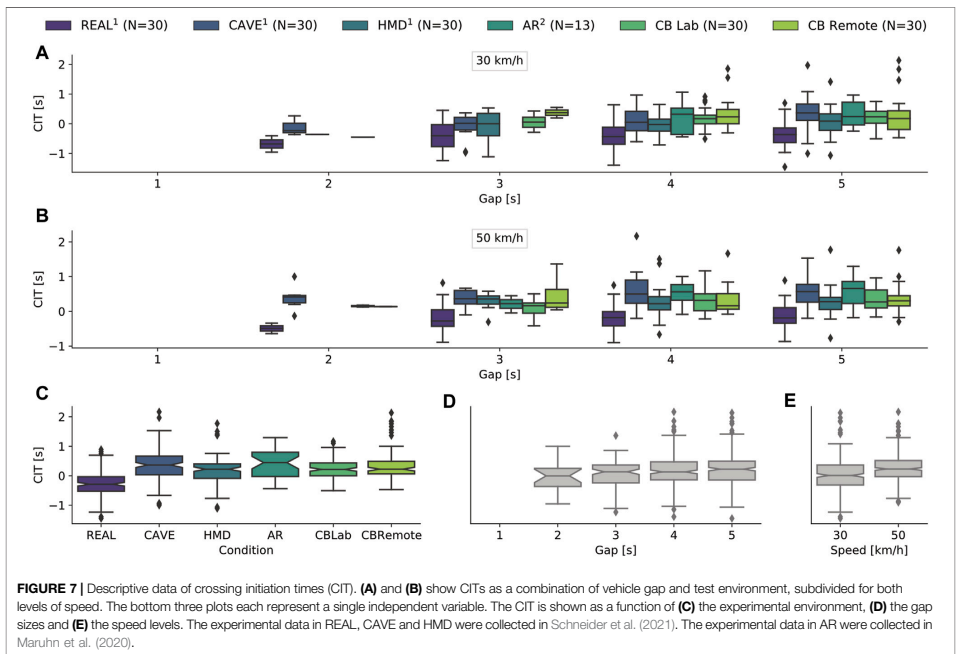 REAL¹ (N=30) CAVE¹ (N=30) HMD¹ (N=30) AR² (N=13) CB Lab (N=30) CB Remote (N=30)
A
30 km/h
CIT [s]
2
1
0
−1
1 2 3 4 5
Gap [s]
B
50 km/h
CIT [s]
2
1
0
−1
1 2 3 4 5
Gap [s]
C
CIT [s]
2
1
0
−1
REAL CAVE HMD AR CBLab CBRemote
Condition
D
1 2 3 4 5
Gap [s]
E
30 50
Speed [km/h]
FIGURE 7 | Descriptive data of crossing initiation times (CIT). (A) and (B) show CITs as a combination of vehicle gap and test environment, subdivided for both
levels of speed. The bottom three plots each represent a single independent variable. The CIT is shown as a function of (C) the experimental environment, (D) the gap
sizes and (E) the speed levels. The experimental data in REAL, CAVE and HMD were collected in Schneider et al. (2021). The experimental data in AR were collected in
Maruhn et al. (2020).